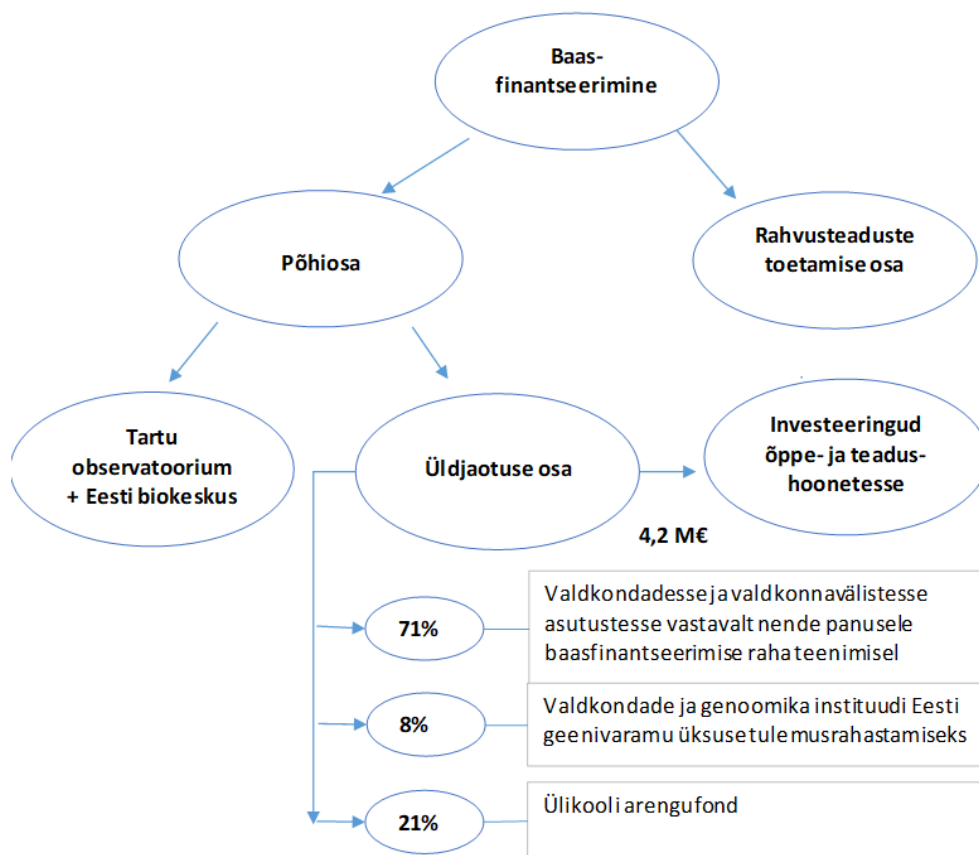 Baas-
finantseerimine
Põhiosa
Rahvusteaduste
toetamise osa
Tartu
observatoorium
+ Eesti biokeskus
Üldjaotuse osa
Investeeringud
õppe- ja teadus-
hoonetesse
4,2 M€
71%
Valdkondadesse ja valdkonnavälistesse
asutustesse vastavalt nende panusele
baasfinantseerimise raha teenimisel
8%
Valdkondade ja genoomika instituudi Eesti
geenivaramu üksuse tulemusrahastamiseks
21%
Ülikooli arengufond